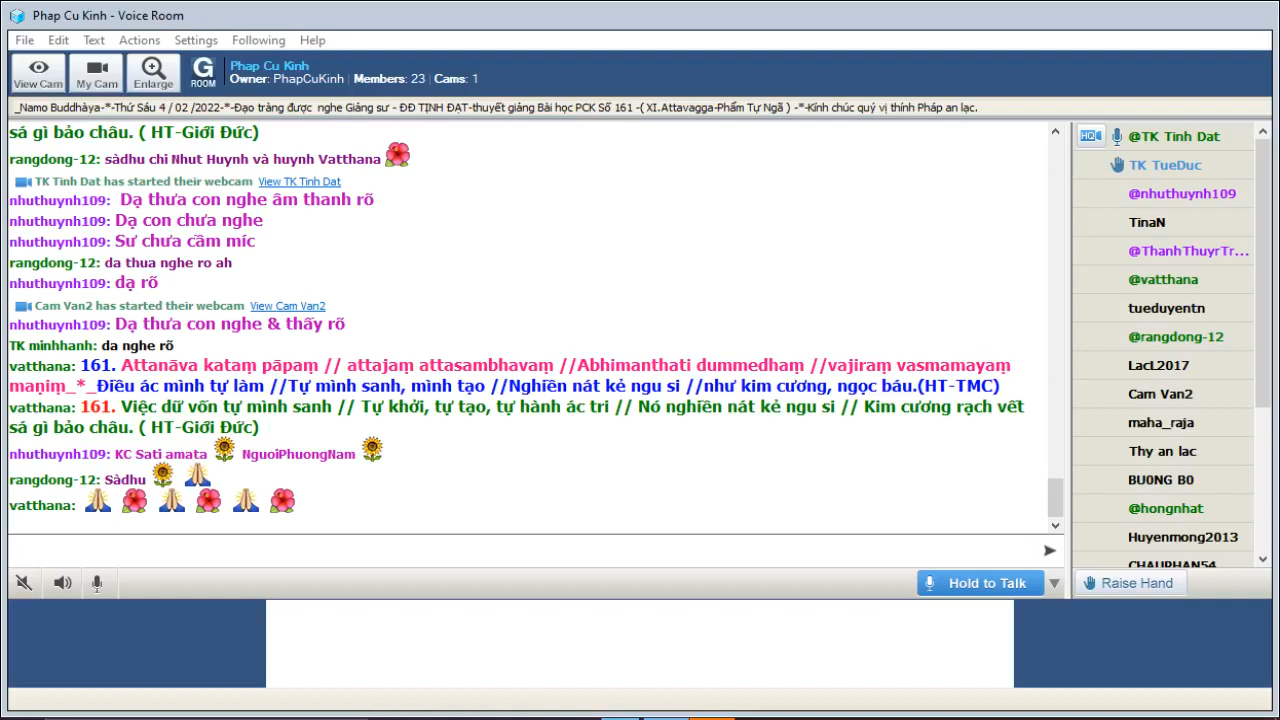 Phap Cu Kinh - Voice Room
File Edit Text Actions Settings Following Help
View Cam My Cam Enlarge G ROOM
Phap Cu Kinh
Owner: PhapCuKinh Members: 23 Cams: 1
_Namo Buddhàya-*-Thứ Sáu 4 / 02 /2022-*-Đạo tràng được nghe Giảng sư - ĐĐ TỊNH ĐẠT-thuyết giảng Bài học PCK Số 161 -( XI.Attavagga-Phẩm Tự Ngã ) -*-Kính chúc quý vị thính Pháp an lạc.
sá gì bảo châu. ( HT-Giới Đức)
rangdong-12: sàdhu chi Nhut Huynh và huynh Vatthana
TK Tinh Dat has started their webcam View TK Tinh Dat
nhuthuynh109: Dạ thưa con nghe âm thanh rõ
nhuthuynh109: Dạ con chưa nghe
nhuthuynh109: Sư chưa cầm míc
rangdong-12: da thua nghe ro ah
nhuthuynh109: dạ rõ
Cam Van2 has started their webcam View Cam Van2
nhuthuynh109: Dạ thưa con nghe & thấy rõ
TK minhhanh: da nghe rõ
vatthana: 161. Attanāva kataṃ pāpaṃ // attajaṃ attasambhavaṃ //Abhimanthati dummedhaṃ //vajiraṃ vasmamayaṃ
maṇiṃ_*_Điều ác mình tự làm //Tự mình sanh, mình tạo //Nghiền nát kẻ ngu si //như kim cương, ngọc báu.(HT-TMC)
vatthana: 161. Việc dữ vốn tự mình sanh // Tự khởi, tự tạo, tự hành ác tri // Nó nghiền nát kẻ ngu si // Kim cương rạch vết
sá gì bảo châu. ( HT-Giới Đức)
nhuthuynh109: KC Sati amata NguoiPhuongNam
rangdong-12: Sàdhu
vatthana:
Hold to Talk
HQ @TK Tinh Dat
TK TueDuc
@nhuthuynh109
TinaN
@ThanhThuyrTr...
@vatthana
tueduyentn
@rangdong-12
LacL2017
Cam Van2
maha_raja
Thy an lac
BU0NG B0
@hongnhat
Huyenmong2013
CHAUPHAN54
Raise Hand